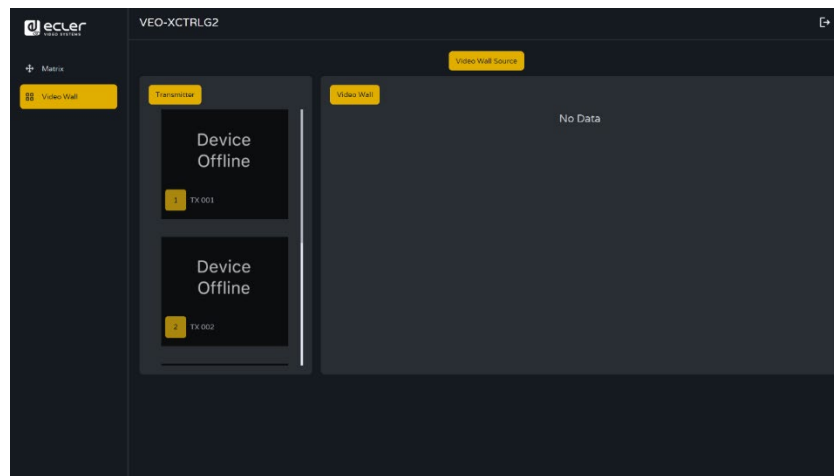 ecler
VIDEO SYSTEMS
VEO-XCTRLG2
Matrix
Video Wall
Video Wall Source
Transmitter
Device
Offline
1 TX 001
Device
Offline
2 TX 002
Video Wall
No Data